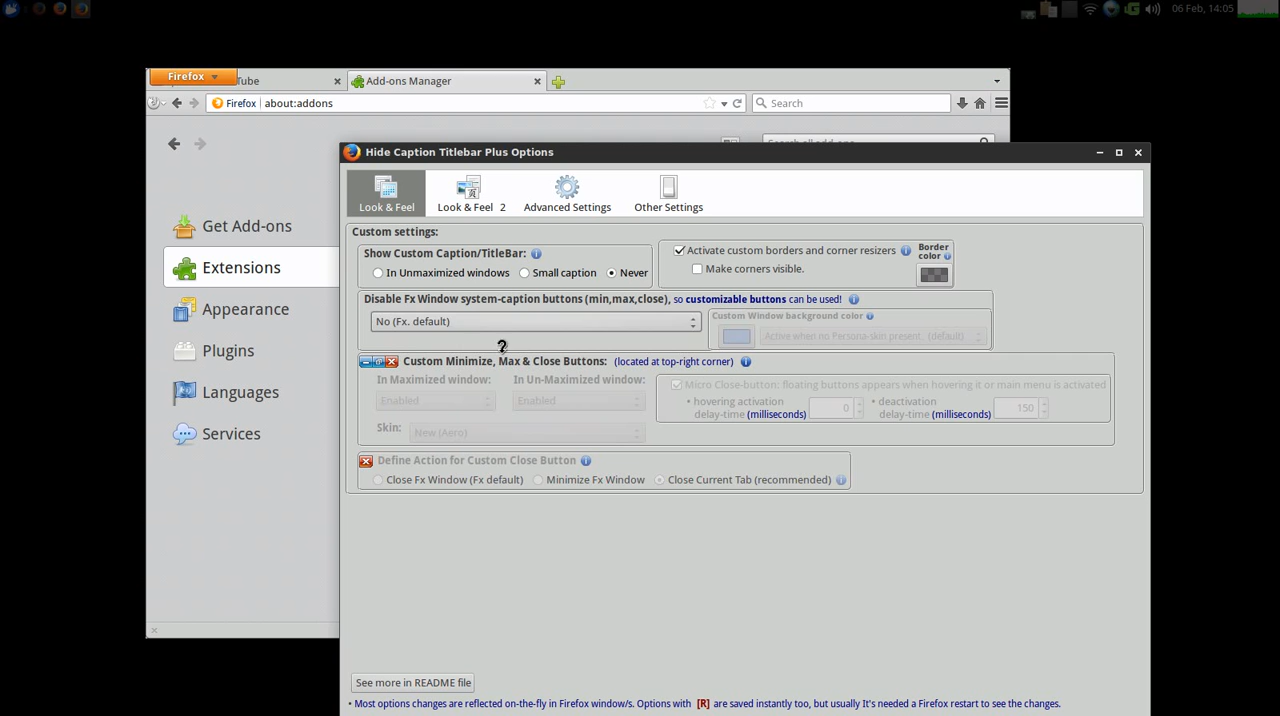 06 Feb, 14:05
Firefox
Tube
Add-ons Manager
Firefox
about:addons
Search
Search all add-ons
Hide Caption Titlebar Plus Options
Look & Feel
Look & Feel 2
Advanced Settings
Other Settings
Get Add-ons
Extensions
Appearance
Plugins
Languages
Services
Custom settings:
Show Custom Caption/TitleBar:
In Unmaximized windows
Small caption
Never
Activate custom borders and corner resizers
Make corners visible.
Border
color
Disable Fx Window system-caption buttons (min,max,close), so customizable buttons can be used!
No (Fx. default)
Custom Window background color
Active when no Persona-skin present (default)
Custom Minimize, Max & Close Buttons: (located at top-right corner)
In Maximized window:
In Un-Maximized window:
Enabled
Enabled
Skin:
New (Aero)
Micro Close-button: floating buttons appears when hovering it or main menu is activated
• hovering activation
delay-time (milliseconds)
0
• deactivation
delay-time (milliseconds)
150
Define Action for Custom Close Button
Close Fx Window (Fx default)
Minimize Fx Window
Close Current Tab (recommended)
See more in README file
• Most options changes are reflected on-the-fly in Firefox window/s. Options with [R] are saved instantly too, but usually It's needed a Firefox restart to see the changes.